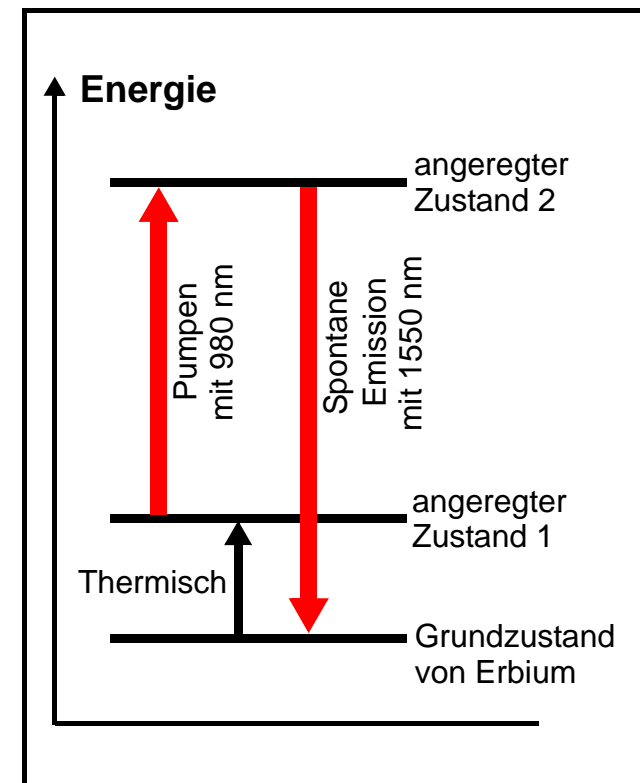 Energie
angeregter
Zustand 2
Pumpen
mit 980 nm
Spontane
Emission
mit 1550 nm
angeregter
Zustand 1
Thermisch
Grundzustand
von Erbium